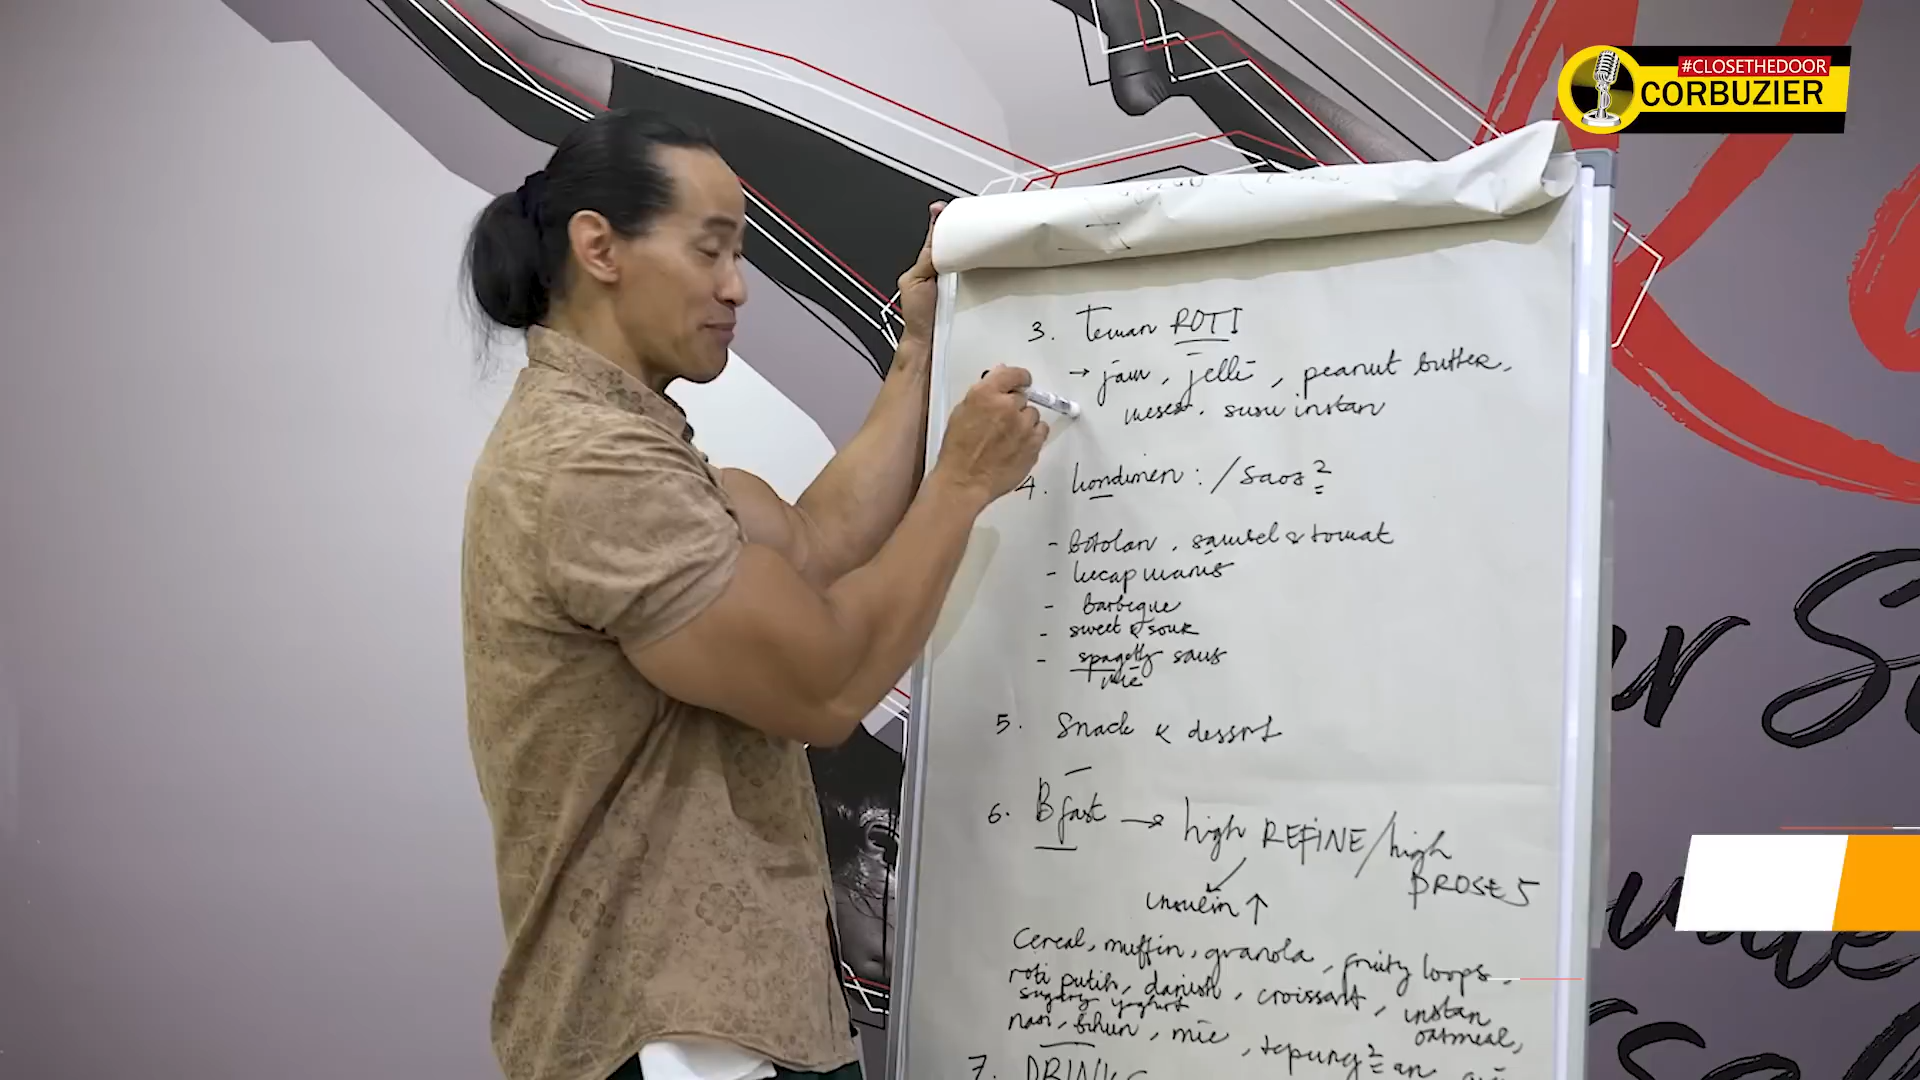 #CLOSETHEDOOR
CORBUZIER
3. Teman ROTI
→ jam, jelli, peanut butter,
meses, susu instan
4. kondimen : / Saos²
- botolan, sambel & tomat
- kecap manis
- barbeque
- sweet & sour
- spagetty saus
mie
5. Snack & dessrt
6. Bfast → high REFINE/high
PROSES
insulin ↑
Cereal, muffin, granola, fruity loops,
roti putih, danish, croissant, instan
oatmeal,
sugary yoghurt
nasi, bihun, mie, tepung²an
7. DRINKS